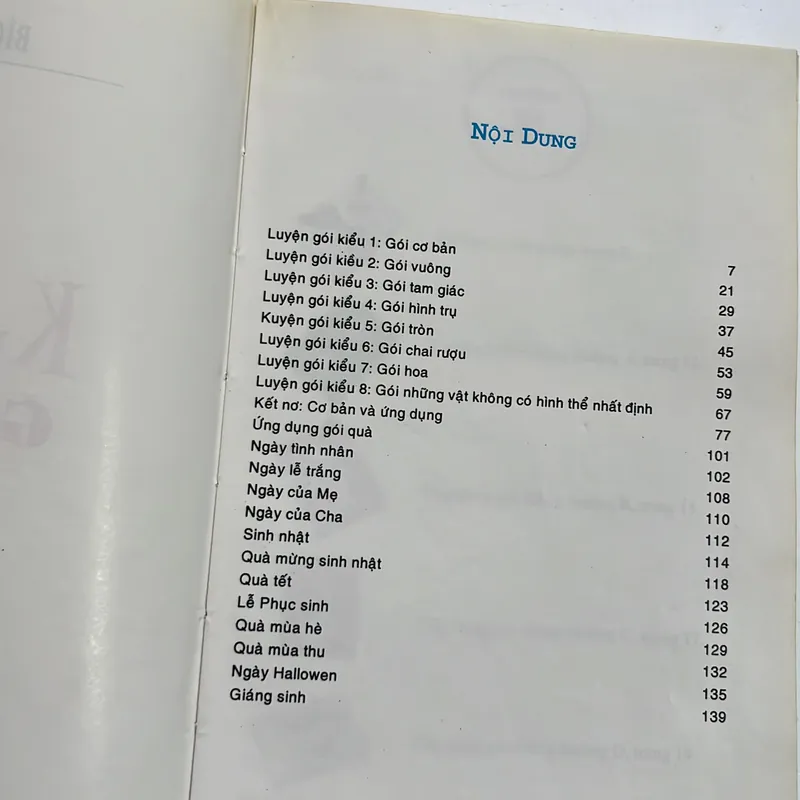 NỘI DUNG
Luyện gói kiểu 1: Gói cơ bản 7
Luyện gói kiểu 2: Gói vuông 21
Luyện gói kiểu 3: Gói tam giác 29
Luyện gói kiểu 4: Gói hình trụ 37
Kuyện gói kiểu 5: Gói tròn 45
Luyện gói kiểu 6: Gói chai rượu 53
Luyện gói kiểu 7: Gói hoa 59
Luyện gói kiểu 8: Gói những vật không có hình thể nhất định 67
Kết nơ: Cơ bản và ứng dụng 77
Ứng dụng gói quà 101
Ngày tình nhân 102
Ngày lễ trắng 108
Ngày của Mẹ 110
Ngày của Cha 112
Sinh nhật 114
Quà mừng sinh nhật 118
Quà tết 123
Lễ Phục sinh 126
Quà mùa hè 129
Quà mùa thu 132
Ngày Hallowen 135
Giáng sinh 139